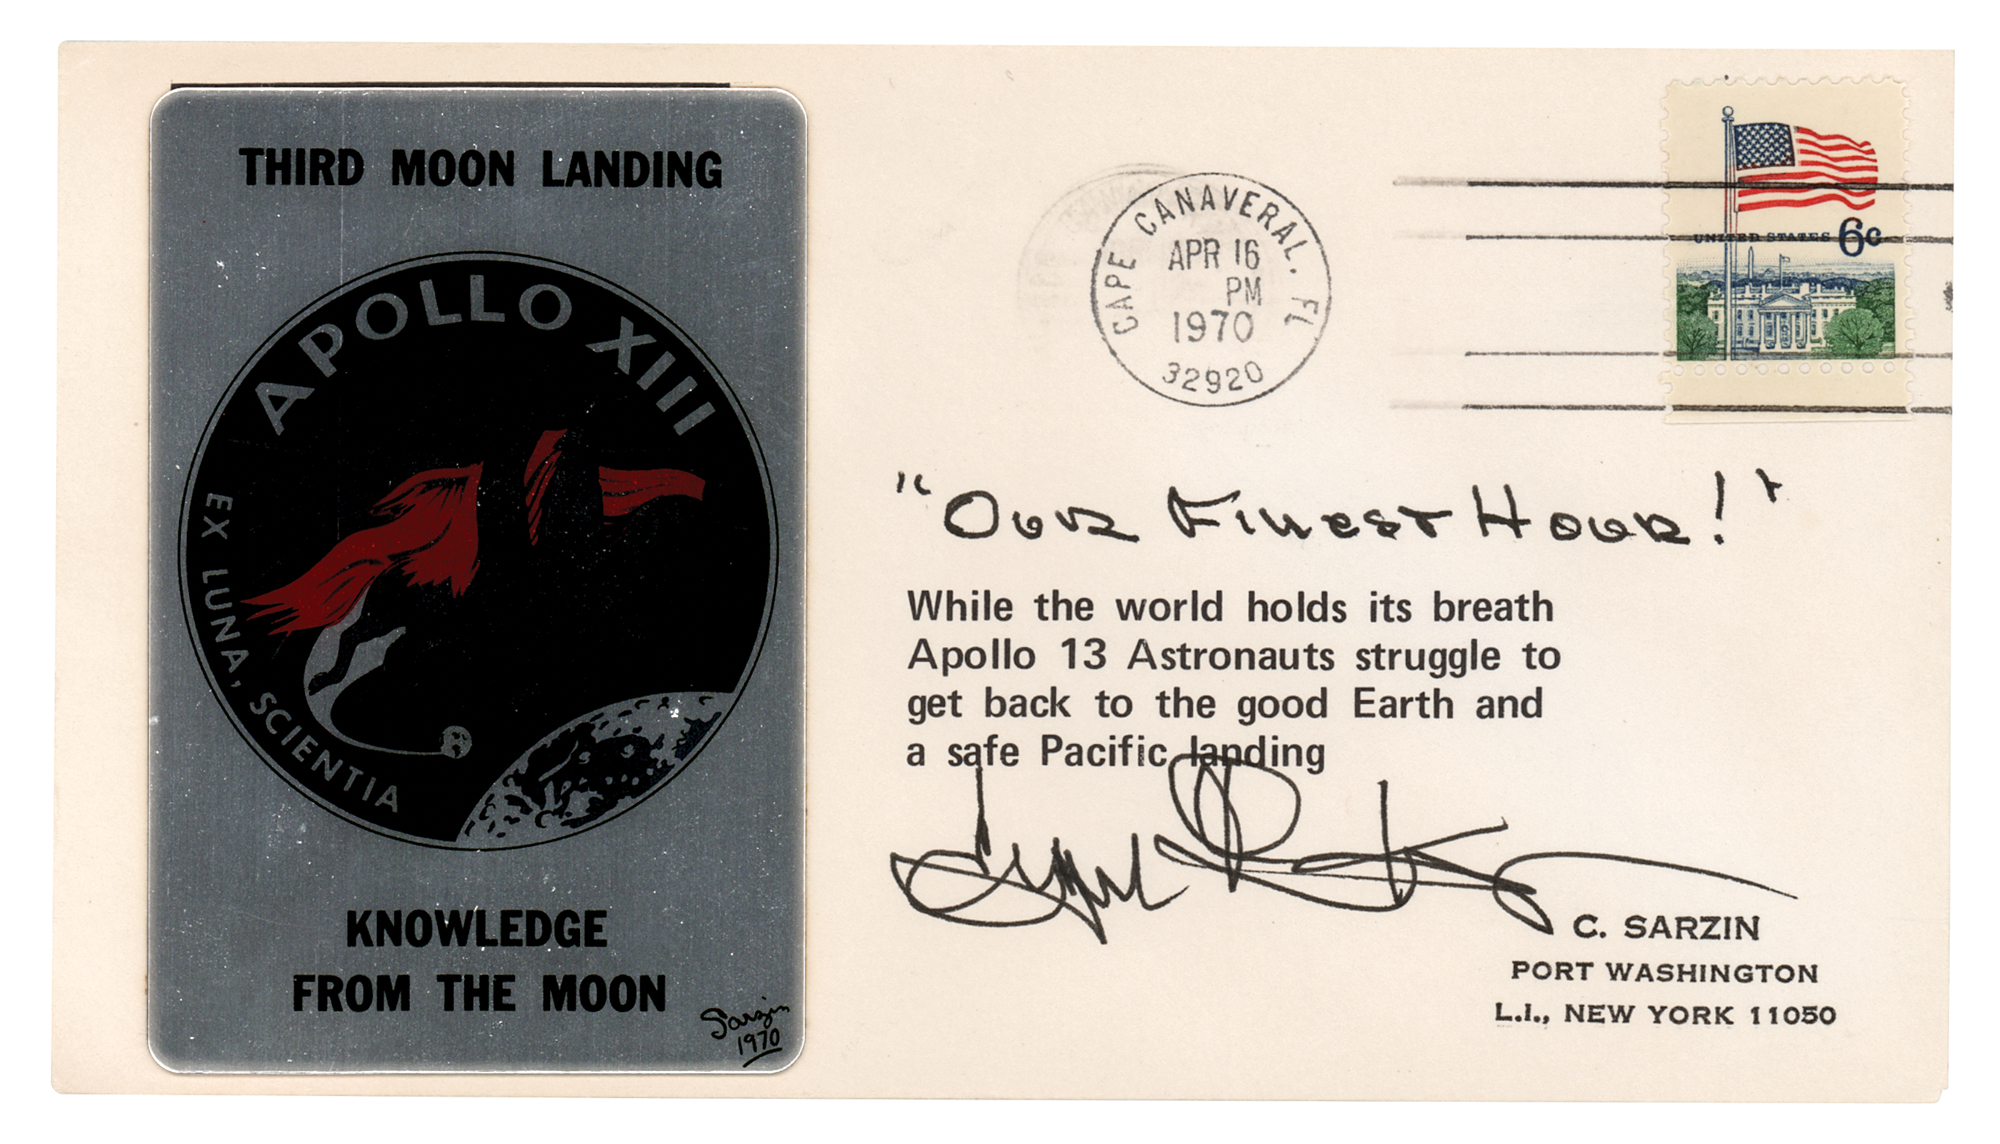 THIRD MOON LANDING
APOLLO XIII
EX LUNA, SCIENTIA
KNOWLEDGE
FROM THE MOON
Sarzin
1970
CAPE CANAVERAL, FL
APR 16
PM
1970
32920
UNITED STATES 6c
"Our Finest Hour!"
While the world holds its breath
Apollo 13 Astronauts struggle to
get back to the good Earth and
a safe Pacific landing
C. SARZIN
PORT WASHINGTON
L.I., NEW YORK 11050